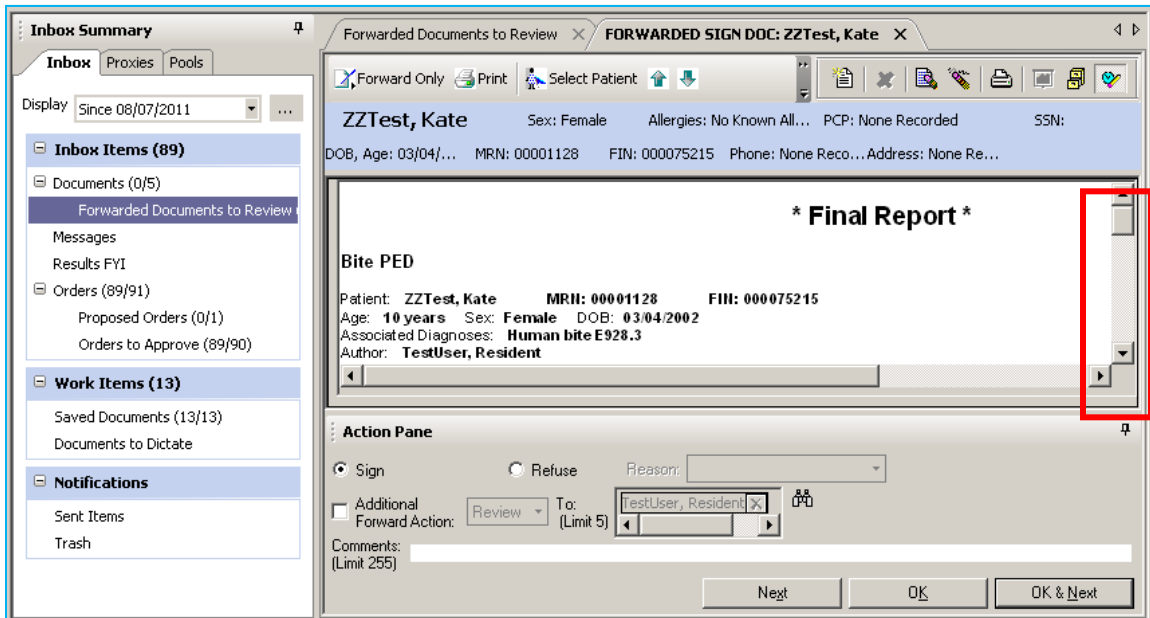 Inbox Summary
Inbox Proxies Pools
Display Since 08/07/2011 ...
Inbox Items (89)
Documents (0/5)
Forwarded Documents to Review
Messages
Results FYI
Orders (89/91)
Proposed Orders (0/1)
Orders to Approve (89/90)
Work Items (13)
Saved Documents (13/13)
Documents to Dictate
Notifications
Sent Items
Trash
Forwarded Documents to Review FORWARDED SIGN DOC: ZZTest, Kate
Forward Only Print Select Patient
ZZTest, Kate Sex: Female Allergies: No Known All... PCP: None Recorded SSN:
DOB, Age: 03/04/... MRN: 00001128 FIN: 000075215 Phone: None Reco... Address: None Re...
* Final Report *
Bite PED
Patient: ZZTest, Kate MRN: 00001128 FIN: 000075215
Age: 10 years Sex: Female DOB: 03/04/2002
Associated Diagnoses: Human bite E928.3
Author: TestUser, Resident
Action Pane
Sign Refuse Reason:
Additional
Forward Action: Review To:
(Limit 5) TestUser, Resident
Comments:
(Limit 255)
Next OK OK & Next